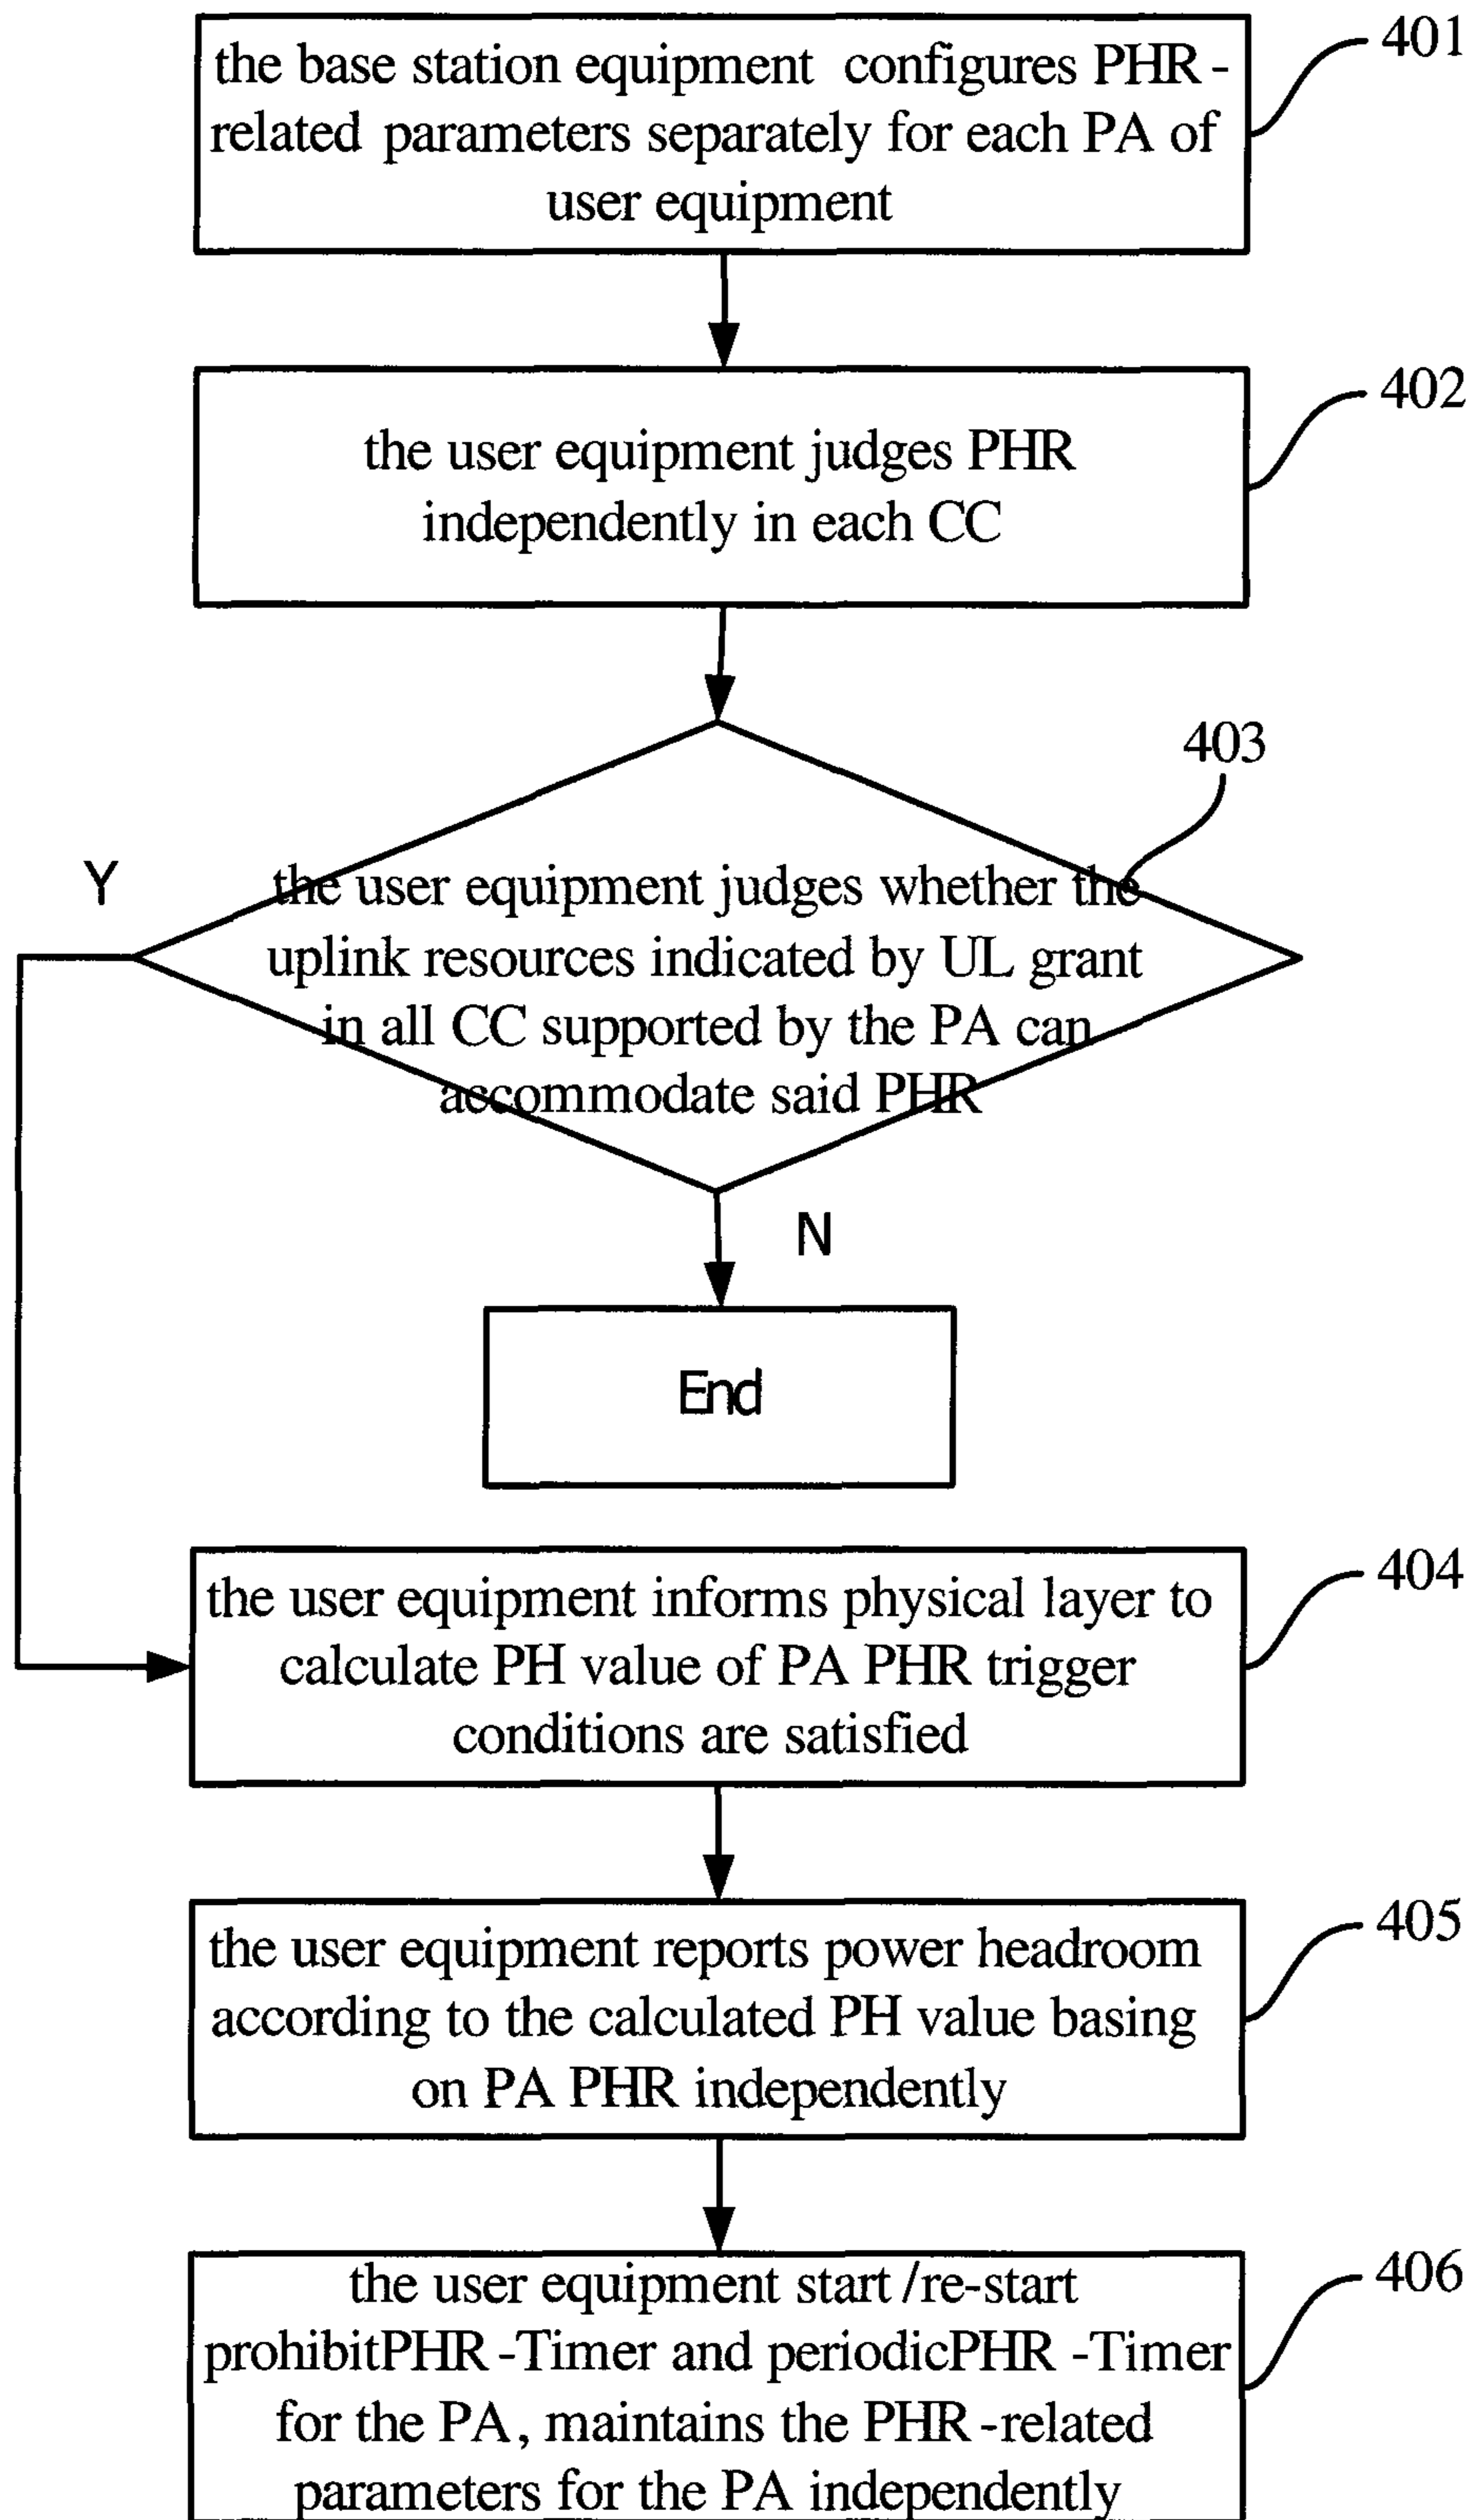 the base station equipment configures PHR-
related parameters separately for each PA of
user equipment
401
the user equipment judges PHR
independently in each CC
402
403
Y
the user equipment judges whether the
uplink resources indicated by UL grant
in all CC supported by the PA can
accommodate said PHR
N
End
the user equipment informs physical layer to
calculate PH value of PA PHR trigger
conditions are satisfied
404
the user equipment reports power headroom
according to the calculated PH value basing
on PA PHR independently
405
the user equipment start /re-start
prohibitPHR-Timer and periodicPHR-Timer
for the PA, maintains the PHR-related
parameters for the PA independently
406